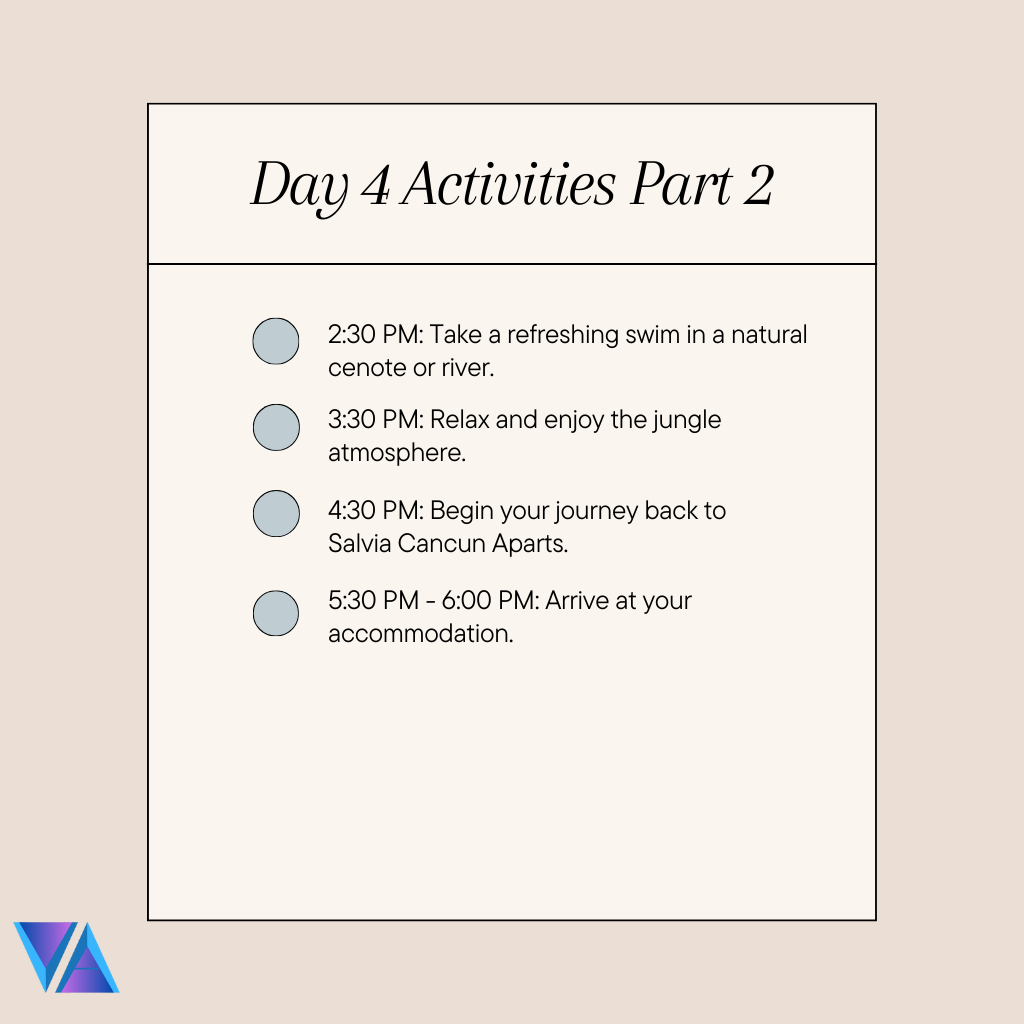 Day 4 Activities Part 2
2:30 PM: Take a refreshing swim in a natural
cenote or river.
3:30 PM: Relax and enjoy the jungle
atmosphere.
4:30 PM: Begin your journey back to
Salvia Cancun Aparts.
5:30 PM - 6:00 PM: Arrive at your
accommodation.
VA